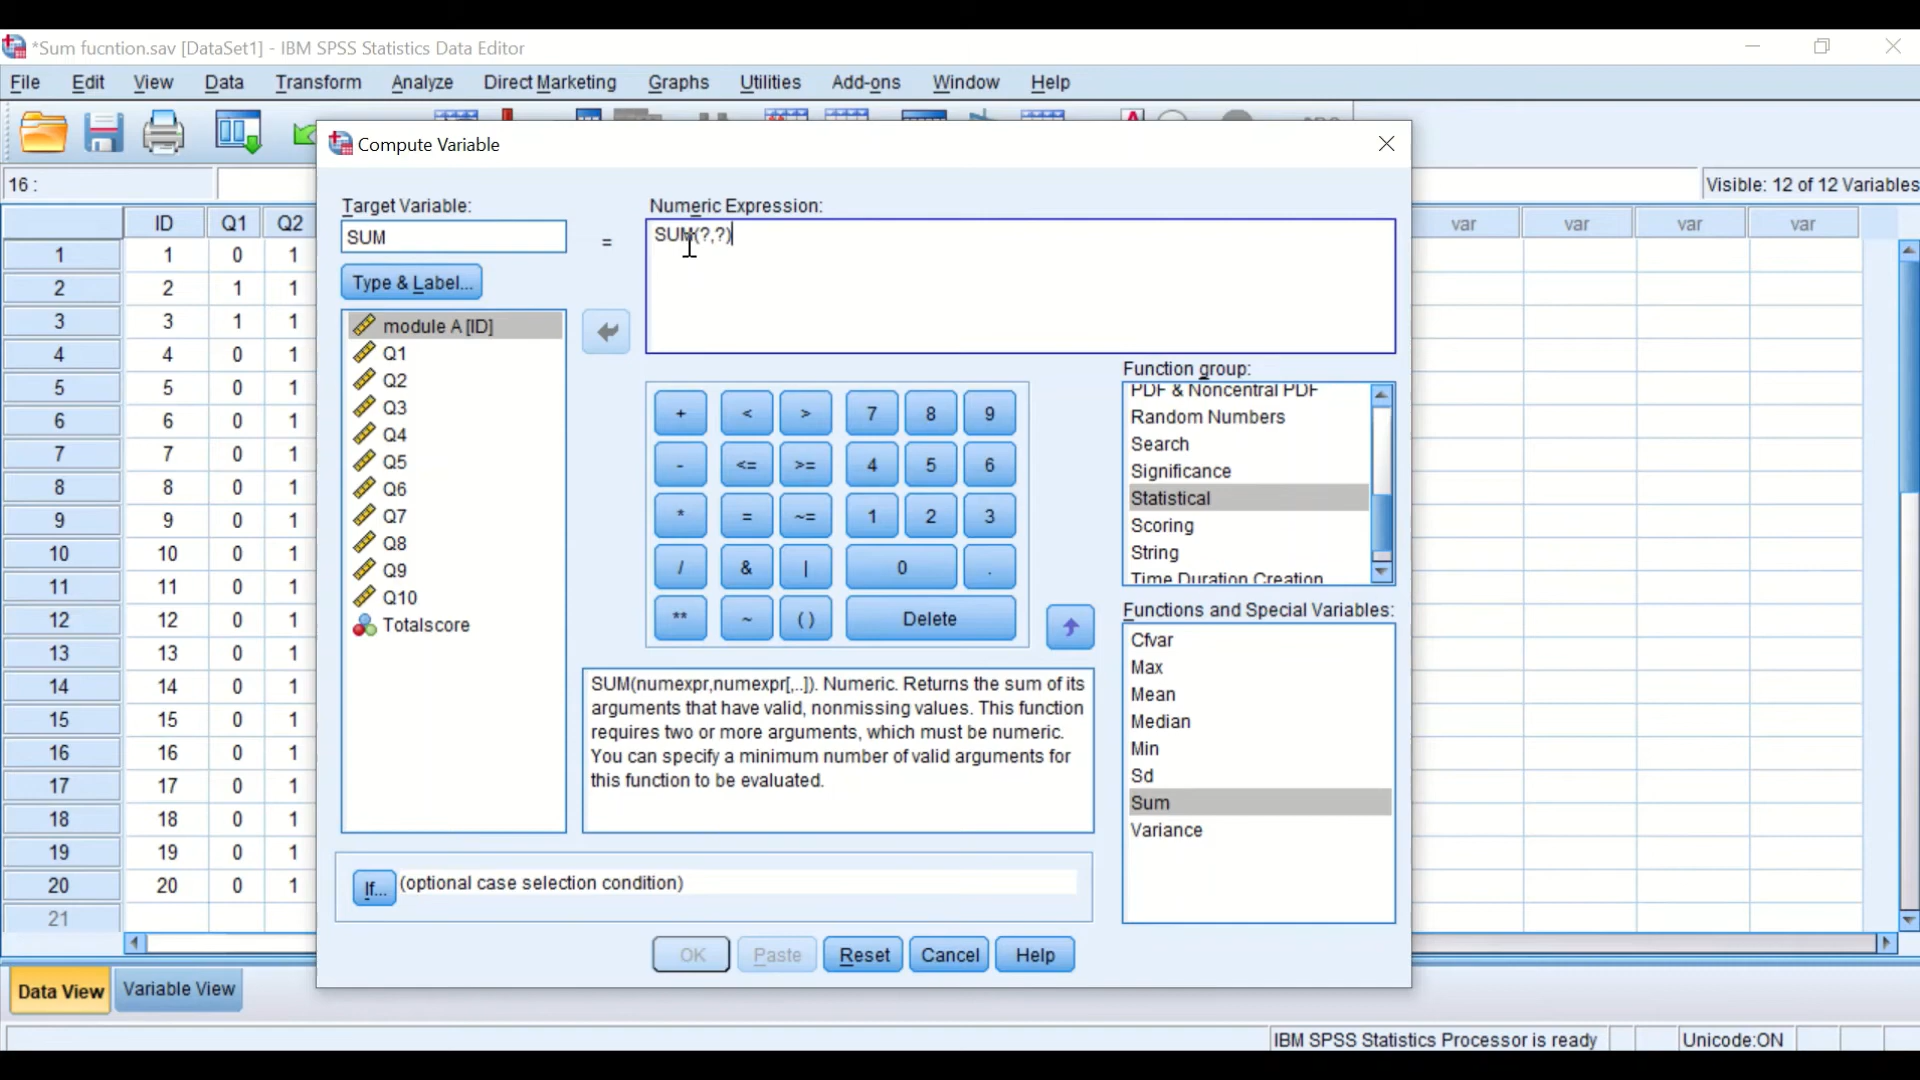 *Sum fucntion.sav [DataSet1] - IBM SPSS Statistics Data Editor
File Edit View Data Transform Analyze Direct Marketing Graphs Utilities Add-ons Window Help
Compute Variable
16 :
Visible: 12 of 12 Variables
Target Variable:
SUM
=
Numeric Expression:
SUM(?,?)
Type & Label...
module A [ID]
Q1
Q2
Q3
Q4
Q5
Q6
Q7
Q8
Q9
Q10
Totalscore
+ < > 7 8 9
- <= >= 4 5 6
* = ~= 1 2 3
/ & | 0 .
** ~ ( ) Delete
Function group:
PDF & Noncentral PDF
Random Numbers
Search
Significance
Statistical
Scoring
String
Time Duration Creation
Functions and Special Variables:
Cfvar
Max
Mean
Median
Min
Sd
Sum
Variance
SUM(numexpr,numexpr[,..]). Numeric. Returns the sum of its
arguments that have valid, nonmissing values. This function
requires two or more arguments, which must be numeric.
You can specify a minimum number of valid arguments for
this function to be evaluated.
If... (optional case selection condition)
OK Paste Reset Cancel Help
ID Q1 Q2 var var var var
1 1 0 1
2 2 1 1
3 3 1 1
4 4 0 1
5 5 0 1
6 6 0 1
7 7 0 1
8 8 0 1
9 9 0 1
10 10 0 1
11 11 0 1
12 12 0 1
13 13 0 1
14 14 0 1
15 15 0 1
16 16 0 1
17 17 0 1
18 18 0 1
19 19 0 1
20 20 0 1
21
Data View Variable View
IBM SPSS Statistics Processor is ready Unicode:ON